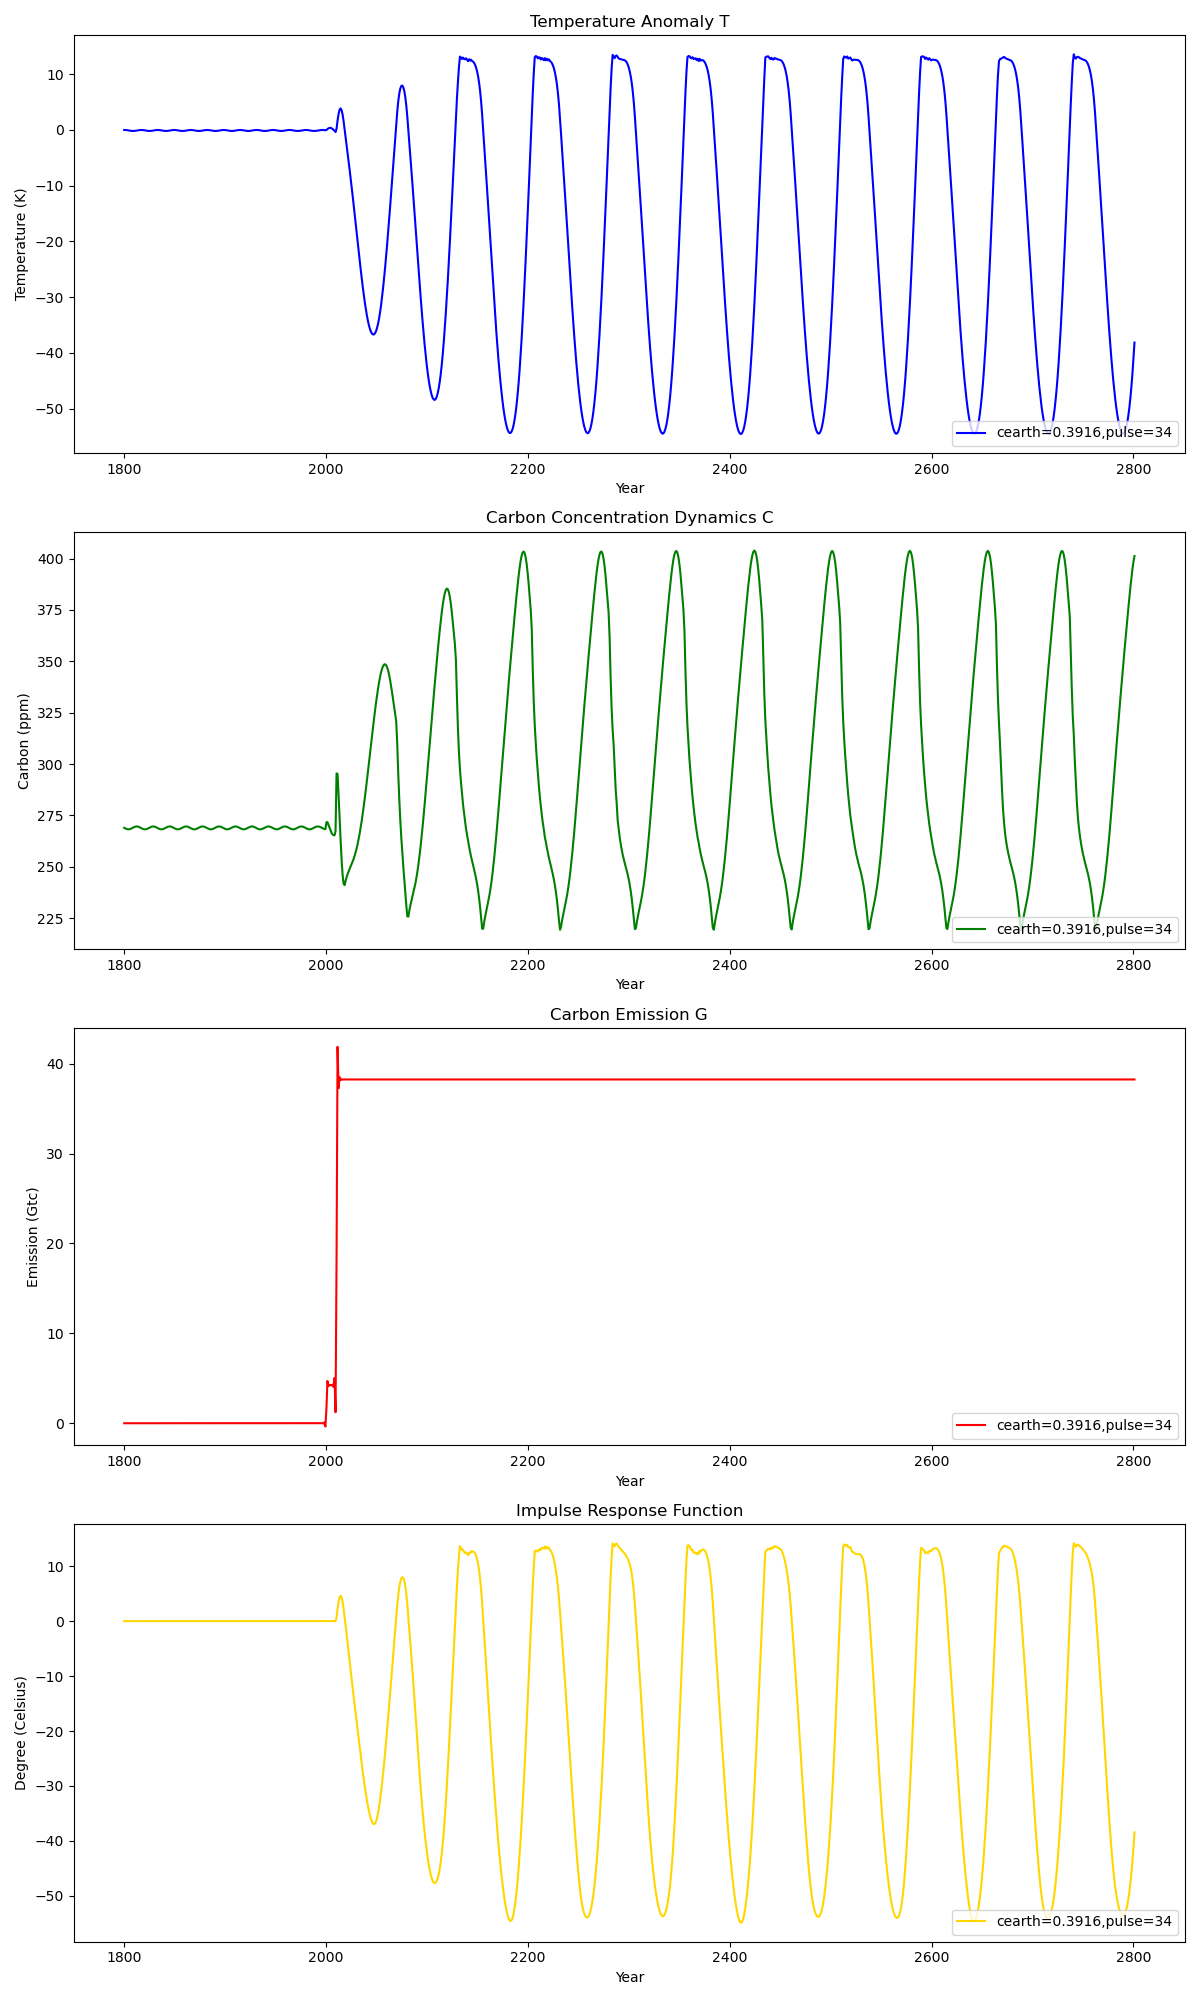 Temperature Anomaly T
10
0
−10
−20
−30
−40
−50
Temperature (K)
cearth=0.3916,pulse=34
1800 2000 2200 2400 2600 2800
Year
Carbon Concentration Dynamics C
400
375
350
325
300
275
250
225
Carbon (ppm)
cearth=0.3916,pulse=34
1800 2000 2200 2400 2600 2800
Year
Carbon Emission G
40
30
20
10
0
Emission (Gtc)
cearth=0.3916,pulse=34
1800 2000 2200 2400 2600 2800
Year
Impulse Response Function
10
0
−10
−20
−30
−40
−50
Degree (Celsius)
cearth=0.3916,pulse=34
1800 2000 2200 2400 2600 2800
Year